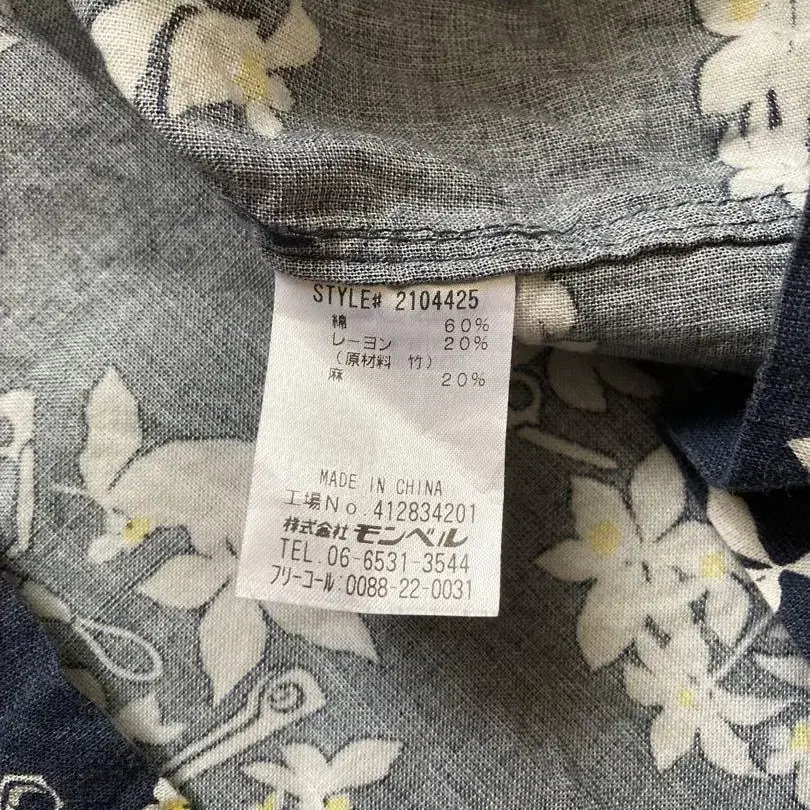 STYLE# 2104425
綿 60%
レーヨン 20%
(原材料 竹)
麻 20%
MADE IN CHINA
工場No.412834201
株式会社 モンベル
TEL.06-6531-3544
フリーコール:0088-22-0031